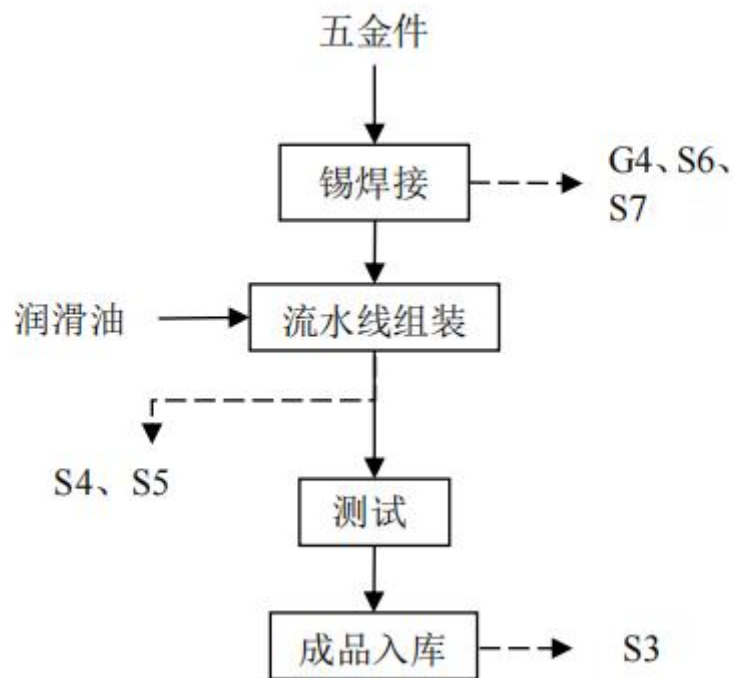 五金件
锡焊接
G4、S6、
S7
润滑油
流水线组装
S4、S5
测试
成品入库
S3